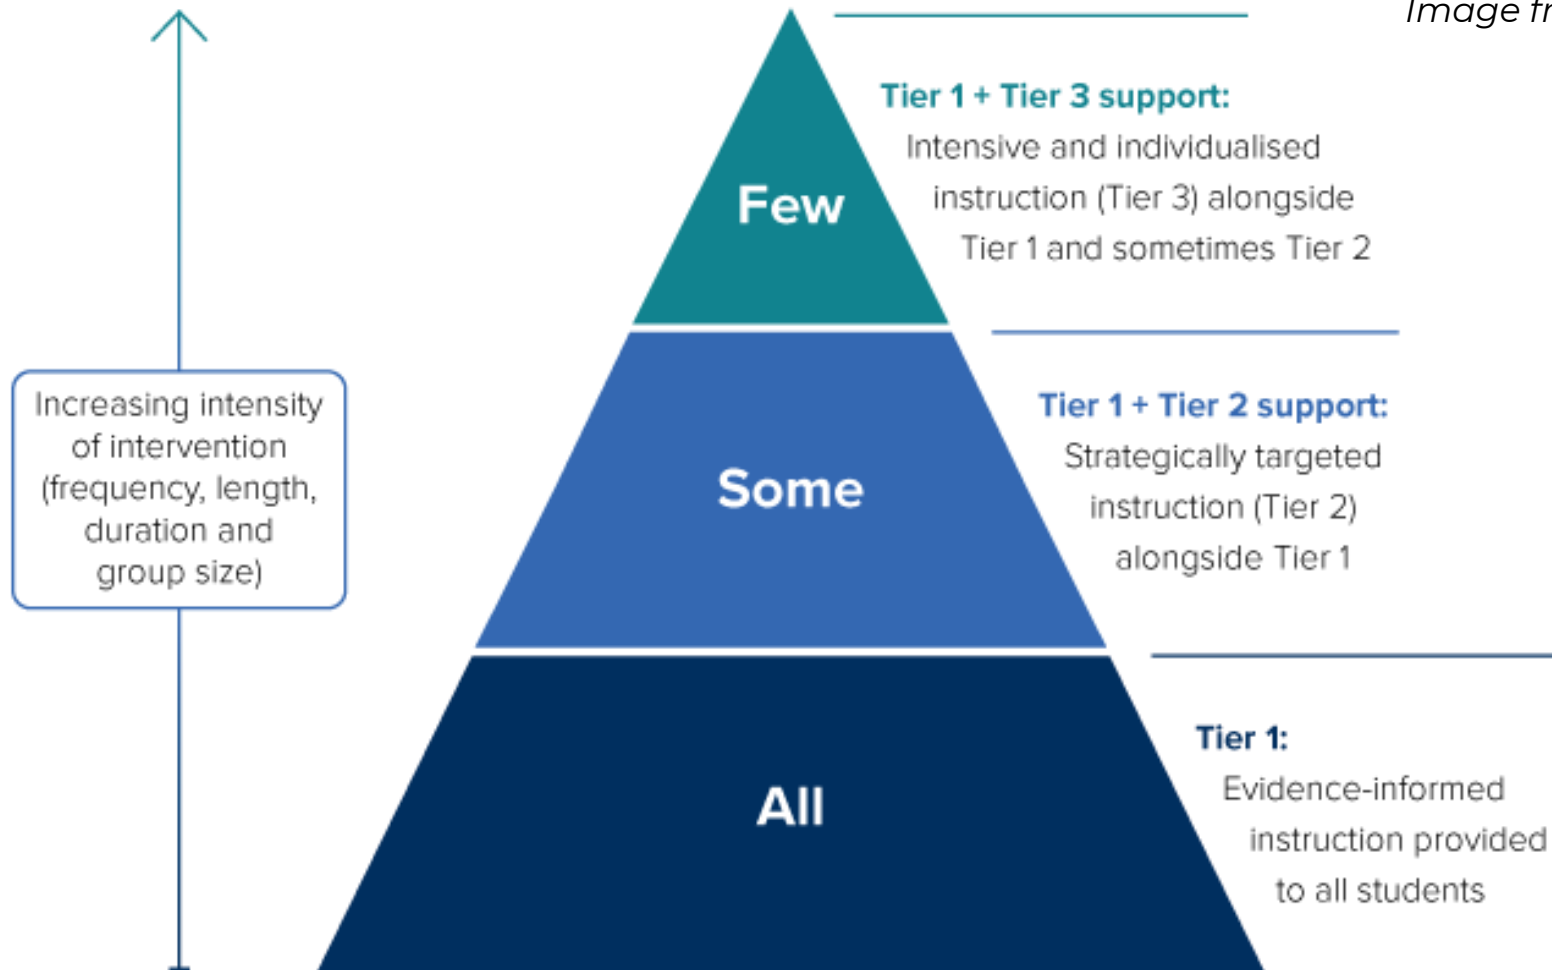 Image
Tier 1 + Tier 3 support:
Intensive and individualised
instruction (Tier 3) alongside
Tier 1 and sometimes Tier 2
Few
Increasing intensity
of intervention
(frequency, length,
duration and
group size)
Tier 1 + Tier 2 support:
Strategically targeted
instruction (Tier 2)
alongside Tier 1
Some
Tier 1:
Evidence-informed
instruction provided
to all students
All